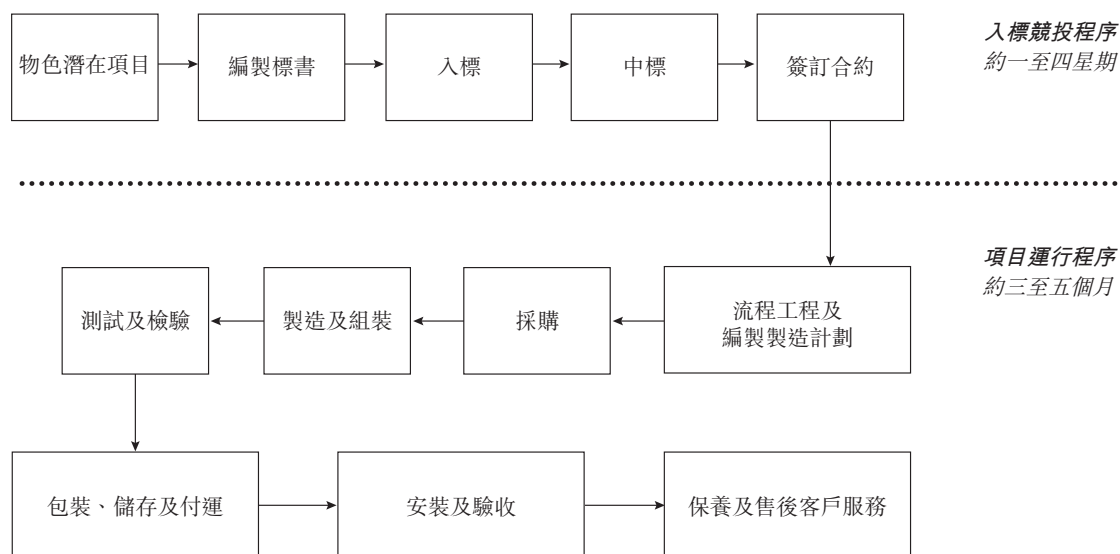 物色潛在項目
編製標書
入標
中標
簽訂合約
入標競投程序
約一至四星期
項目運行程序
約三至五個月
流程工程及
編製製造計劃
採購
製造及組裝
測試及檢驗
包裝、儲存及付運
安裝及驗收
保養及售後客戶服務